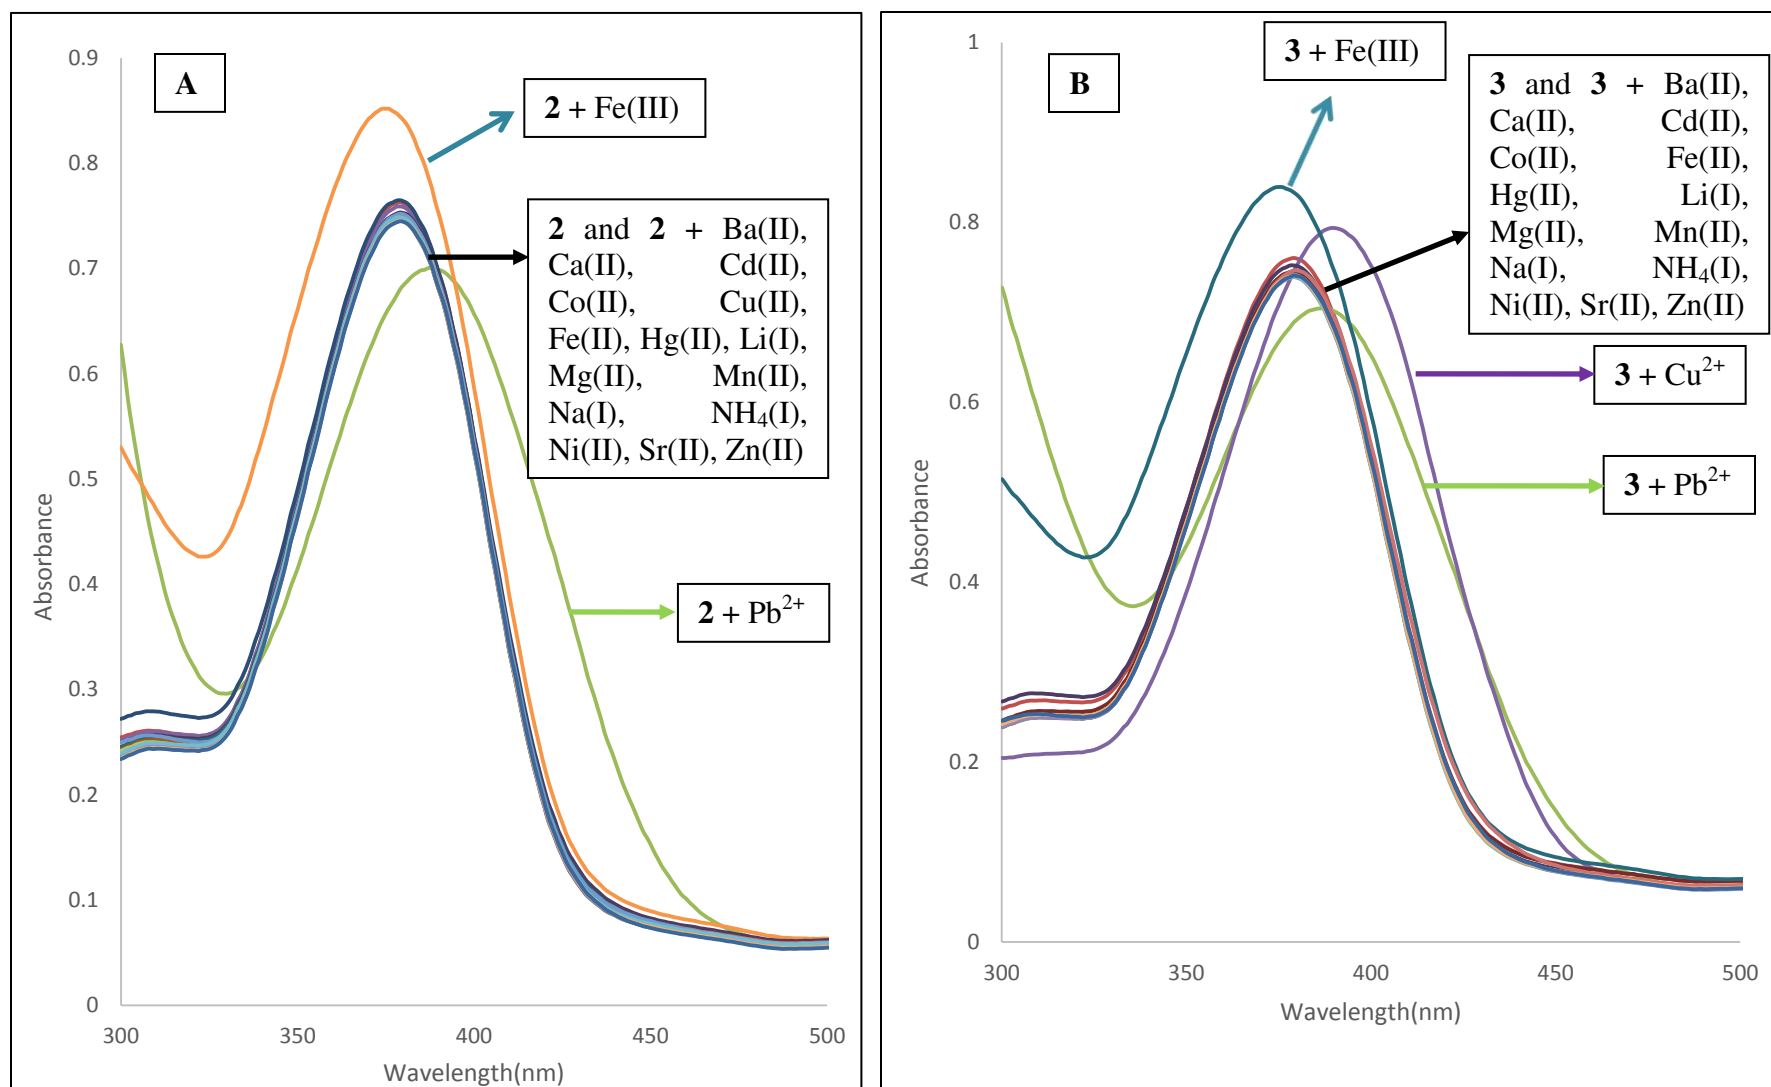 A
0.9
0.8
0.7
0.6
0.5
0.4
0.3
0.2
0.1
0
Absorbance
300 350 400 450 500
Wavelength(nm)
2 + Fe(III)
2 and 2 + Ba(II),
Ca(II), Cd(II),
Co(II), Cu(II),
Fe(II), Hg(II), Li(I),
Mg(II), Mn(II),
Na(I), NH₄(I),
Ni(II), Sr(II), Zn(II)
2 + Pb²⁺
B
1
0.8
0.6
0.4
0.2
0
Absorbance
300 350 400 450 500
Wavelength(nm)
3 + Fe(III)
3 and 3 + Ba(II),
Ca(II), Cd(II),
Co(II), Fe(II),
Hg(II), Li(I),
Mg(II), Mn(II),
Na(I), NH₄(I),
Ni(II), Sr(II), Zn(II)
3 + Cu²⁺
3 + Pb²⁺